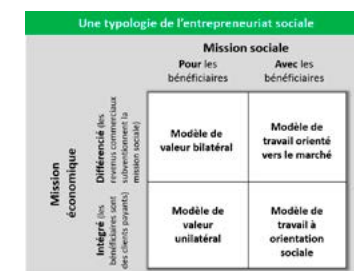 Une typologie de l'entrepreneuriat sociale
Mission sociale
Pour les
bénéficiaires
Avec les
bénéficiaires
Mission
économique
Différencié (les
revenus commerciaux
subventionnent la
mission sociale)
Modèle de
valeur bilatéral
Modèle de
travail orienté
vers le marché
Intégré (les
bénéficiaires sont
des clients payants)
Modèle de
valeur
unilatéral
Modèle de
travail à
orientation
sociale